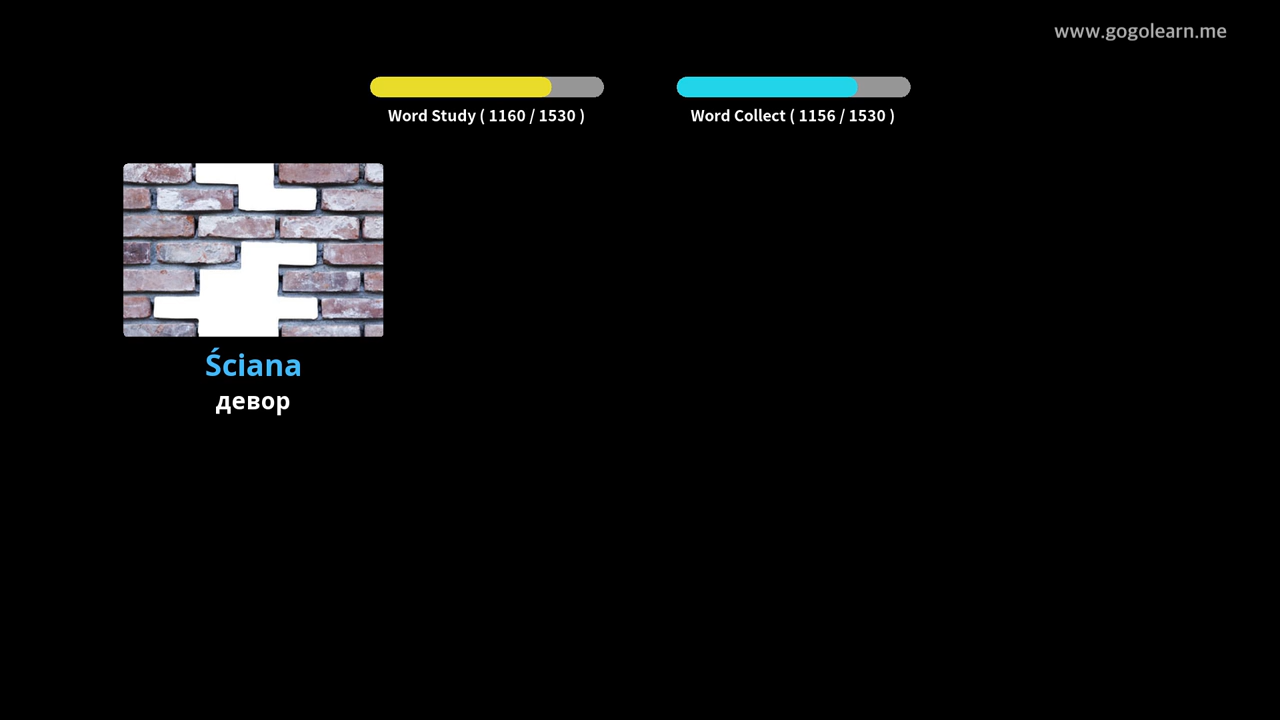 www.gogolearn.me
Word Study ( 1160 / 1530 )
Word Collect ( 1156 / 1530 )
Ściana
девор